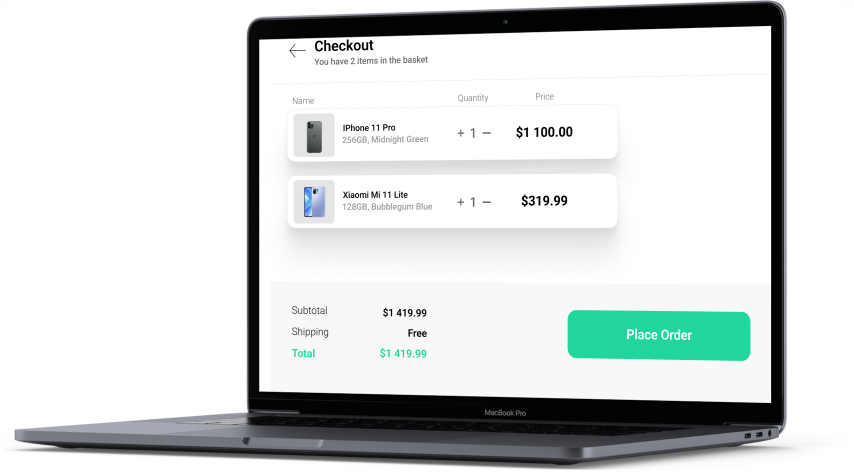 Checkout
You have 2 items in the basket
Name Quantity Price
IPhone 11 Pro
256GB, Midnight Green
+ 1 − $1 100.00
Xiaomi Mi 11 Lite
128GB, Bubblegum Blue
+ 1 − $319.99
Subtotal $1 419.99
Shipping Free
Total $1 419.99
Place Order
MacBook Pro